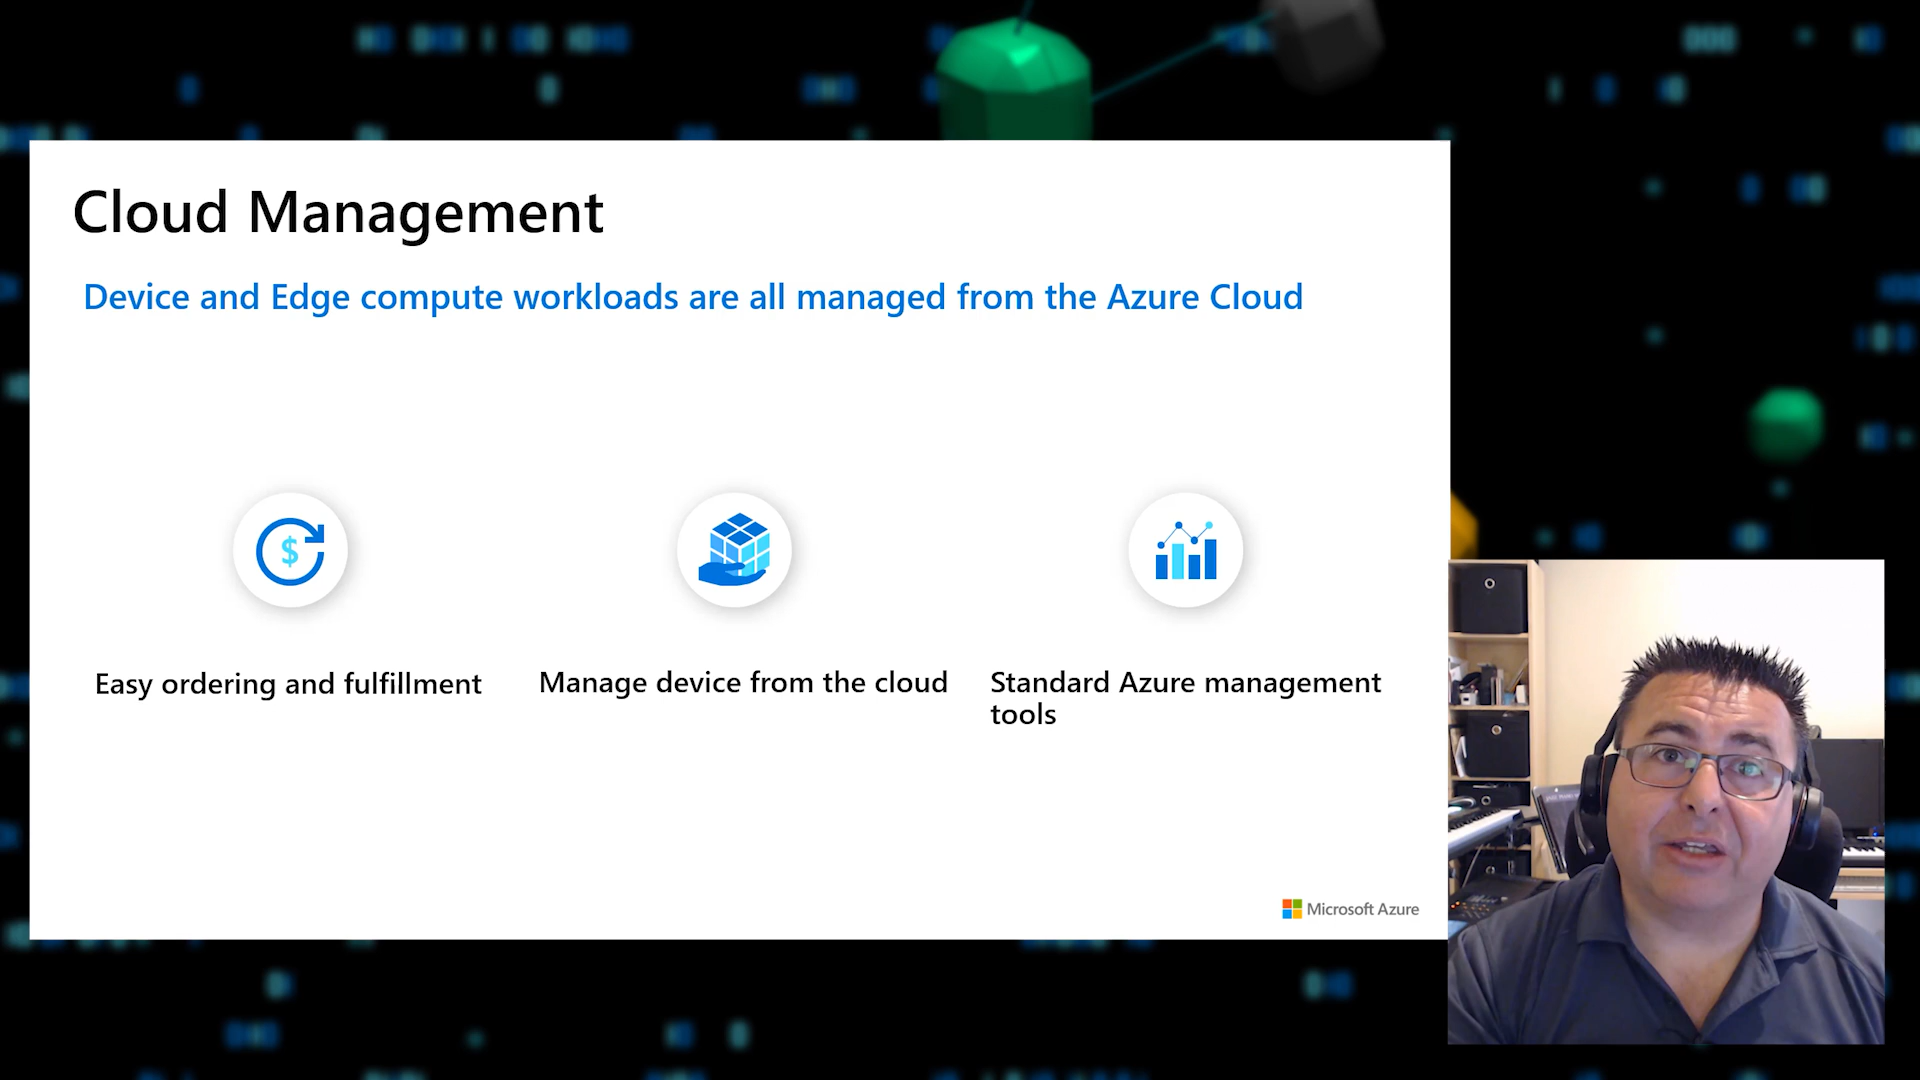 Cloud Management
Device and Edge compute workloads are all managed from the Azure Cloud
$
Easy ordering and fulfillment
Manage device from the cloud
Standard Azure management
tools
Microsoft Azure